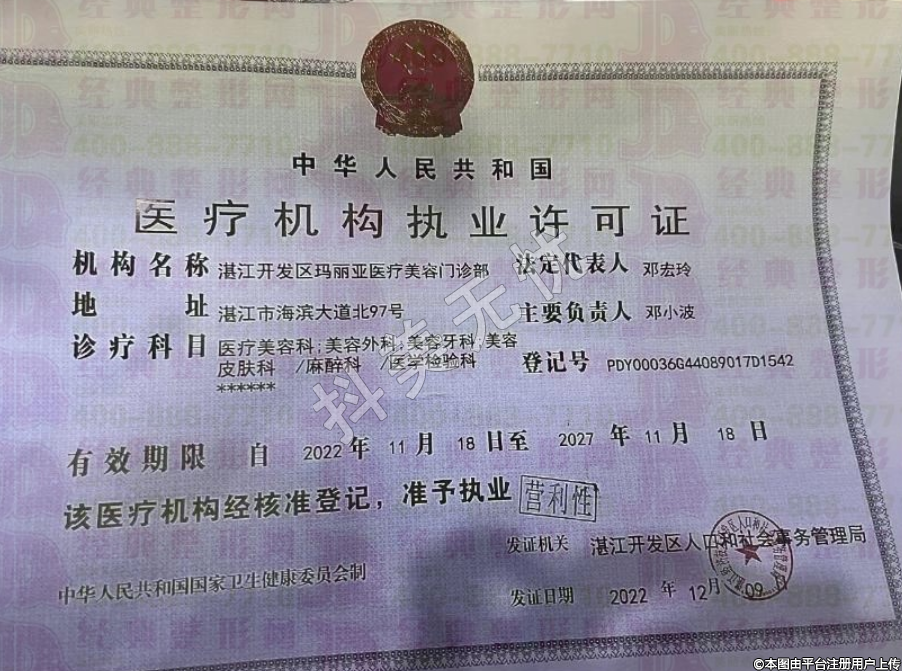 中华人民共和国
医疗机构执业许可证
机构名称 湛江开发区玛丽亚医疗美容门诊部 法定代表人 邓宏玲
地址 湛江市海滨大道北97号 主要负责人 邓小波
诊疗科目 医疗美容科;美容外科;美容牙科;美容
皮肤科 /麻醉科 /医学检验科 登记号 PDY00036G44089017D1542
******
有效期限 自 2022 年 11 月 18 日至 2027 年 11 月 18 日
该医疗机构经核准登记，准予执业 营利性
发证机关 湛江开发区人口和社会事务管理局
中华人民共和国国家卫生健康委员会制
发证日期 2022 年 12 月 09
抖美无忧
经典整形网
400-888-7710
©本图由平台注册用户上传